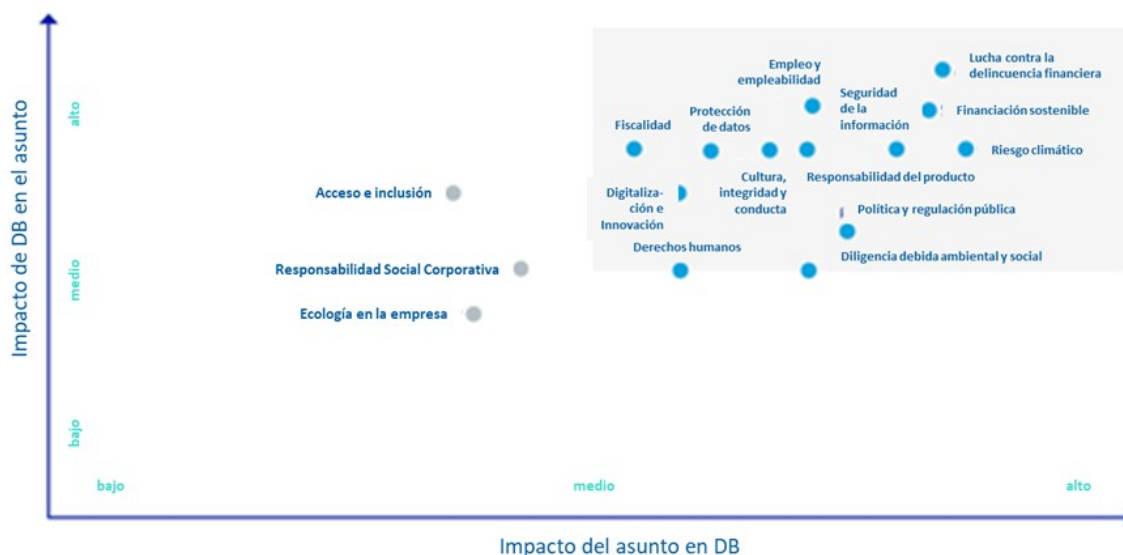 Impacto de DB en el asunto
alto
medio
bajo
Lucha contra la
delincuencia financiera
Empleo y
empleabilidad
Seguridad
de la
información
Financiación sostenible
Fiscalidad
Protección
de datos
Riesgo climático
Acceso e inclusión
Digitaliza-
ción e
Innovación
Cultura,
integridad y
conducta
Responsabilidad del producto
Política y regulación pública
Derechos humanos
Diligencia debida ambiental y social
Responsabilidad Social Corporativa
Ecología en la empresa
bajo
medio
alto
Impacto del asunto en DB